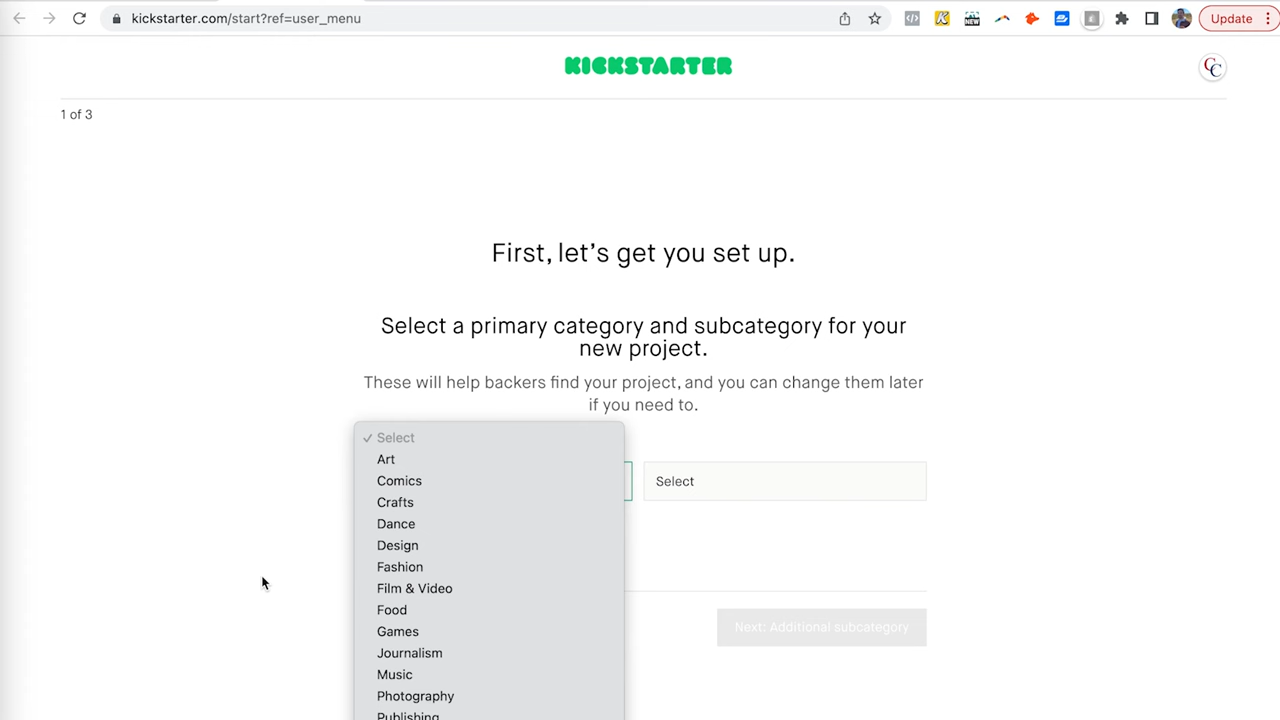 kickstarter.com/start?ref=user_menu
NEW
Update
KICKSTARTER
CC
1 of 3
First, let’s get you set up.
Select a primary category and subcategory for your
new project.
These will help backers find your project, and you can change them later
if you need to.
✓ Select
Art
Comics
Crafts
Dance
Design
Fashion
Film & Video
Food
Games
Journalism
Music
Photography
Publishing
Select
Next: Additional subcategory